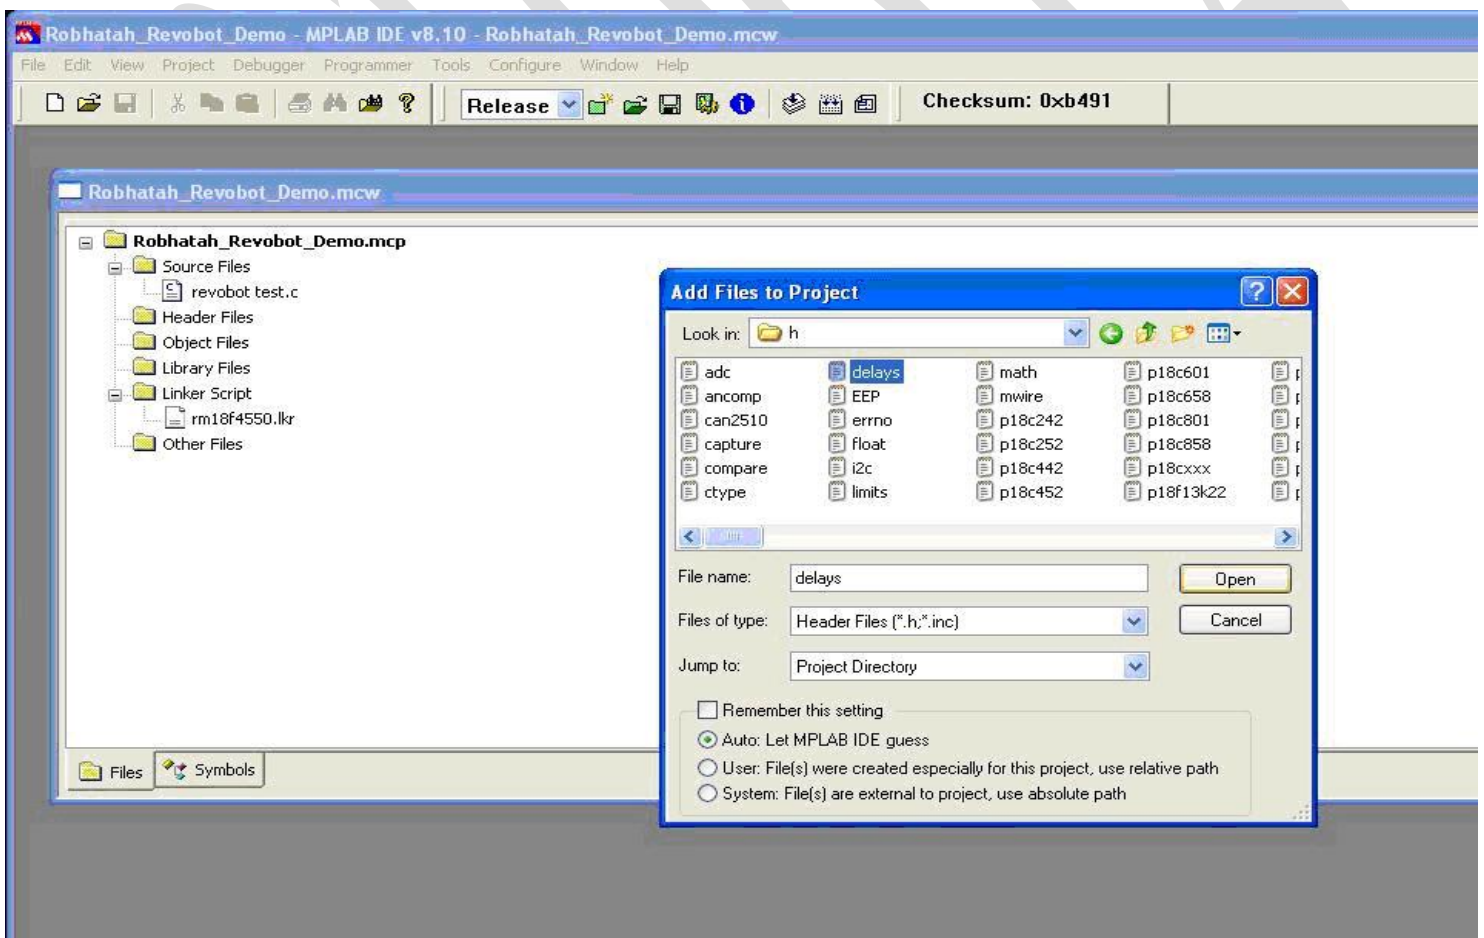 Robhatah_Revobot_Demo - MPLAB IDE v8.10 - Robhatah_Revobot_Demo.mcw
File Edit View Project Debugger Programmer Tools Configure Window Help
Release Checksum: 0xb491
Robhatah_Revobot_Demo.mcw
Robhatah_Revobot_Demo.mcp
Source Files
revobot test.c
Header Files
Object Files
Library Files
Linker Script
rm18f4550.lkr
Other Files
Files Symbols
Add Files to Project
Look in: h
adc delays math p18c601
ancomp EEP mwire p18c658
can2510 errno p18c242 p18c801
capture float p18c252 p18c858
compare i2c p18c442 p18cxxx
ctype limits p18c452 p18f13k22
File name: delays Open
Files of type: Header Files (*.h;*.inc) Cancel
Jump to: Project Directory
Remember this setting
Auto: Let MPLAB IDE guess
User: File(s) were created especially for this project, use relative path
System: File(s) are external to project, use absolute path